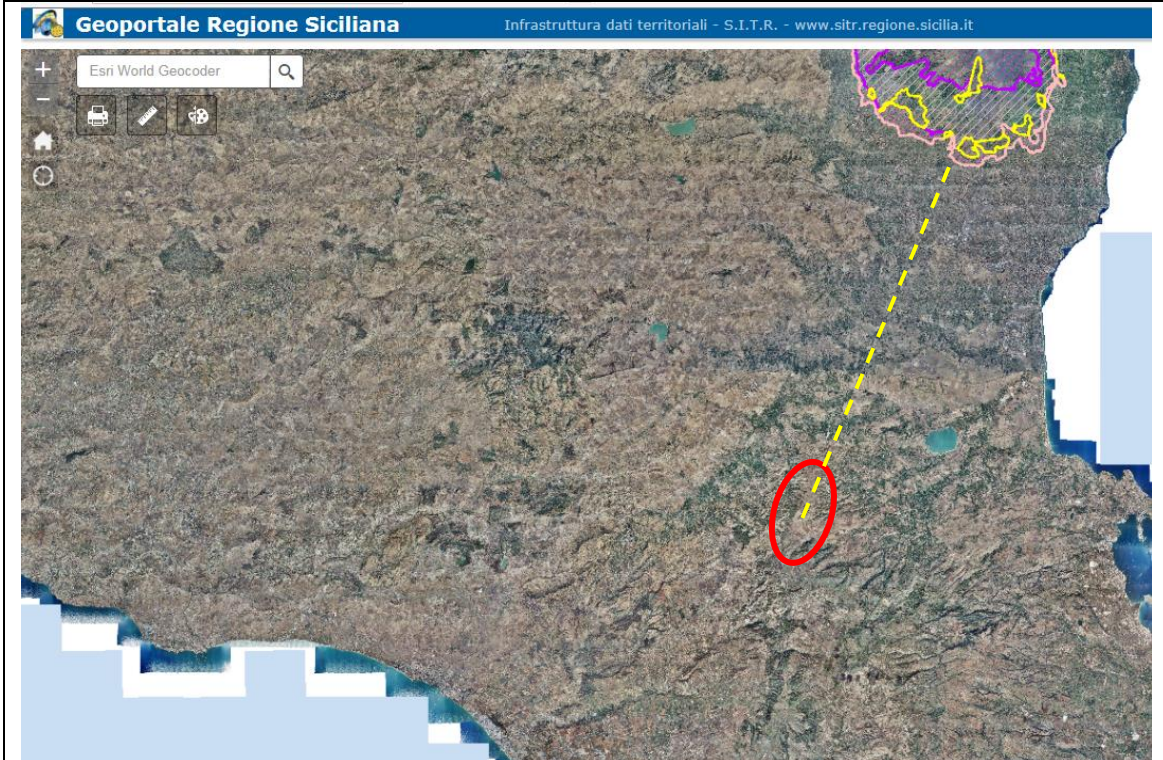 Geoportale Regione Siciliana
Infrastruttura dati territoriali - S.I.T.R. - www.sitr.regione.sicilia.it
Esri World Geocoder